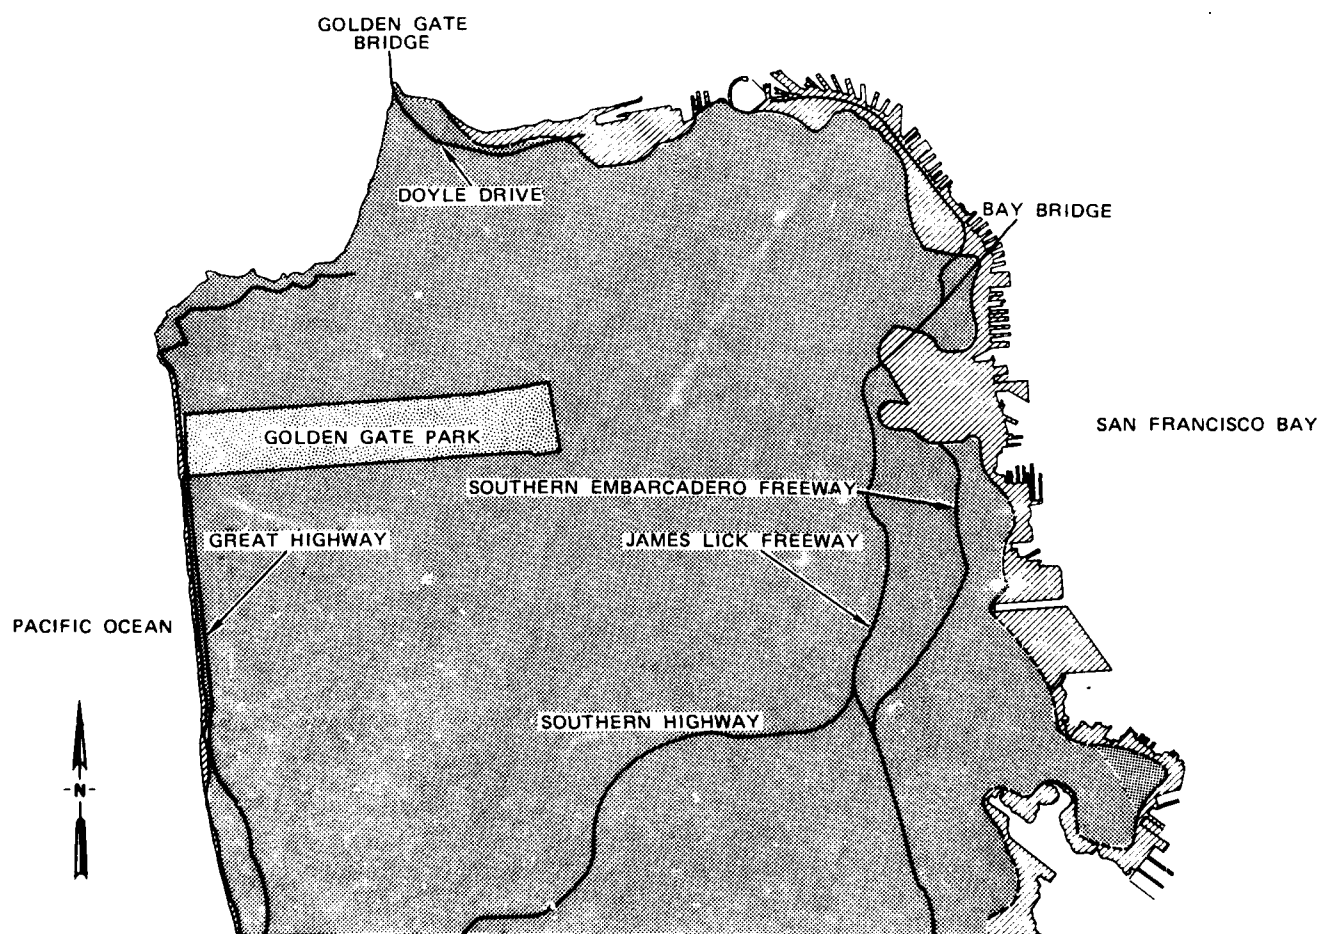 GOLDEN GATE
BRIDGE
DOYLE DRIVE
BAY BRIDGE
GOLDEN GATE PARK
SAN FRANCISCO BAY
SOUTHERN EMBARCADERO FREEWAY
GREAT HIGHWAY
JAMES LICK FREEWAY
PACIFIC OCEAN
SOUTHERN HIGHWAY
-N-